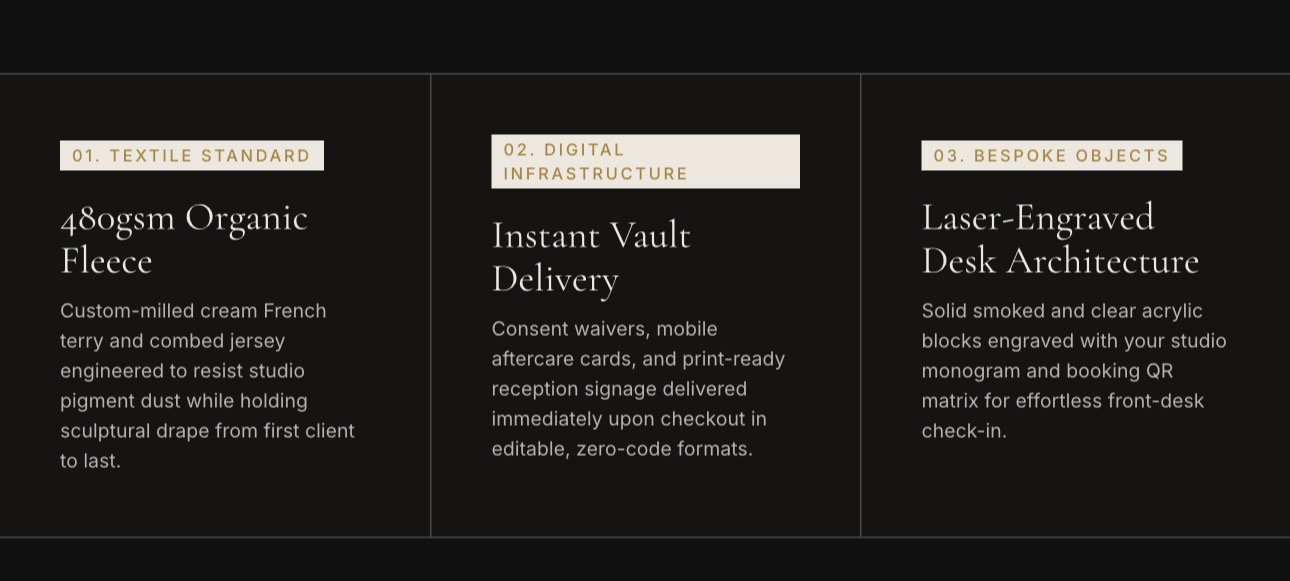 01. TEXTILE STANDARD
480gsm Organic
Fleece
Custom-milled cream French
terry and combed jersey
engineered to resist studio
pigment dust while holding
sculptural drape from first client
to last.
02. DIGITAL
INFRASTRUCTURE
Instant Vault
Delivery
Consent waivers, mobile
aftercare cards, and print-ready
reception signage delivered
immediately upon checkout in
editable, zero-code formats.
03. BESPOKE OBJECTS
Laser-Engraved
Desk Architecture
Solid smoked and clear acrylic
blocks engraved with your studio
monogram and booking QR
matrix for effortless front-desk
check-in.